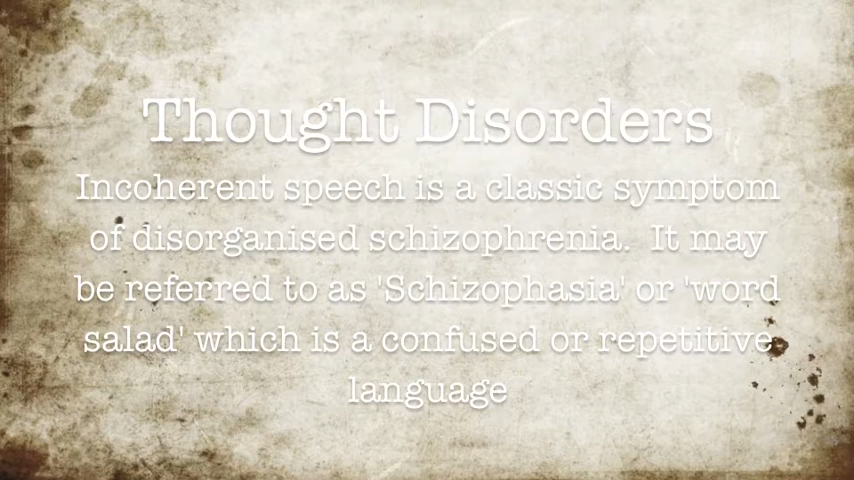 Thought Disorders
Incoherent speech is a classic symptom
of disorganised schizophrenia.  It may
be referred to as 'Schizophasia' or 'word
salad' which is a confused or repetitive
language